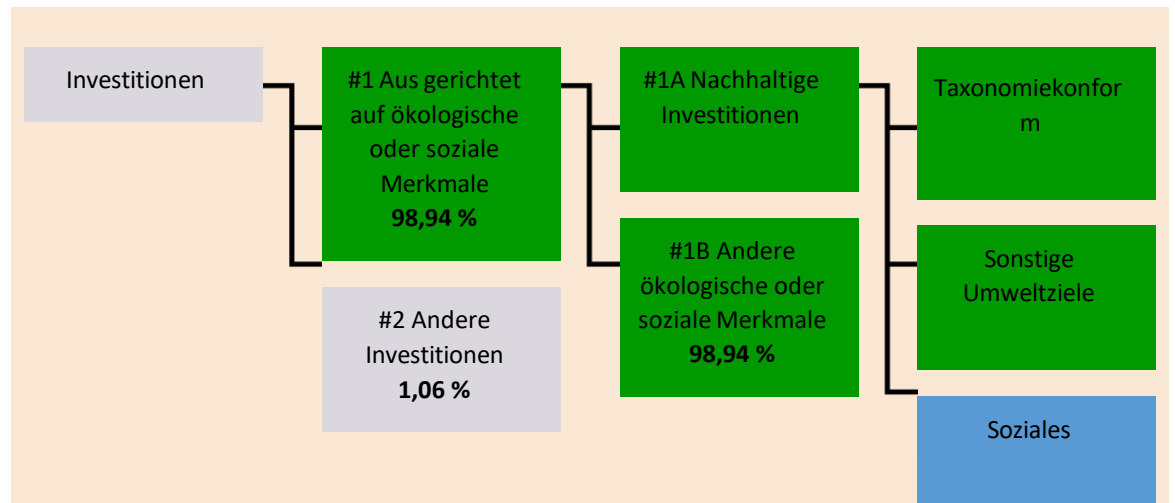 Investitionen
#1 Aus gerichtet
auf ökologische
oder soziale
Merkmale
98,94 %
#2 Andere
Investitionen
1,06 %
#1A Nachhaltige
Investitionen
#1B Andere
ökologische oder
soziale Merkmale
98,94 %
Taxonomiekonfor
m
Sonstige
Umweltziele
Soziales